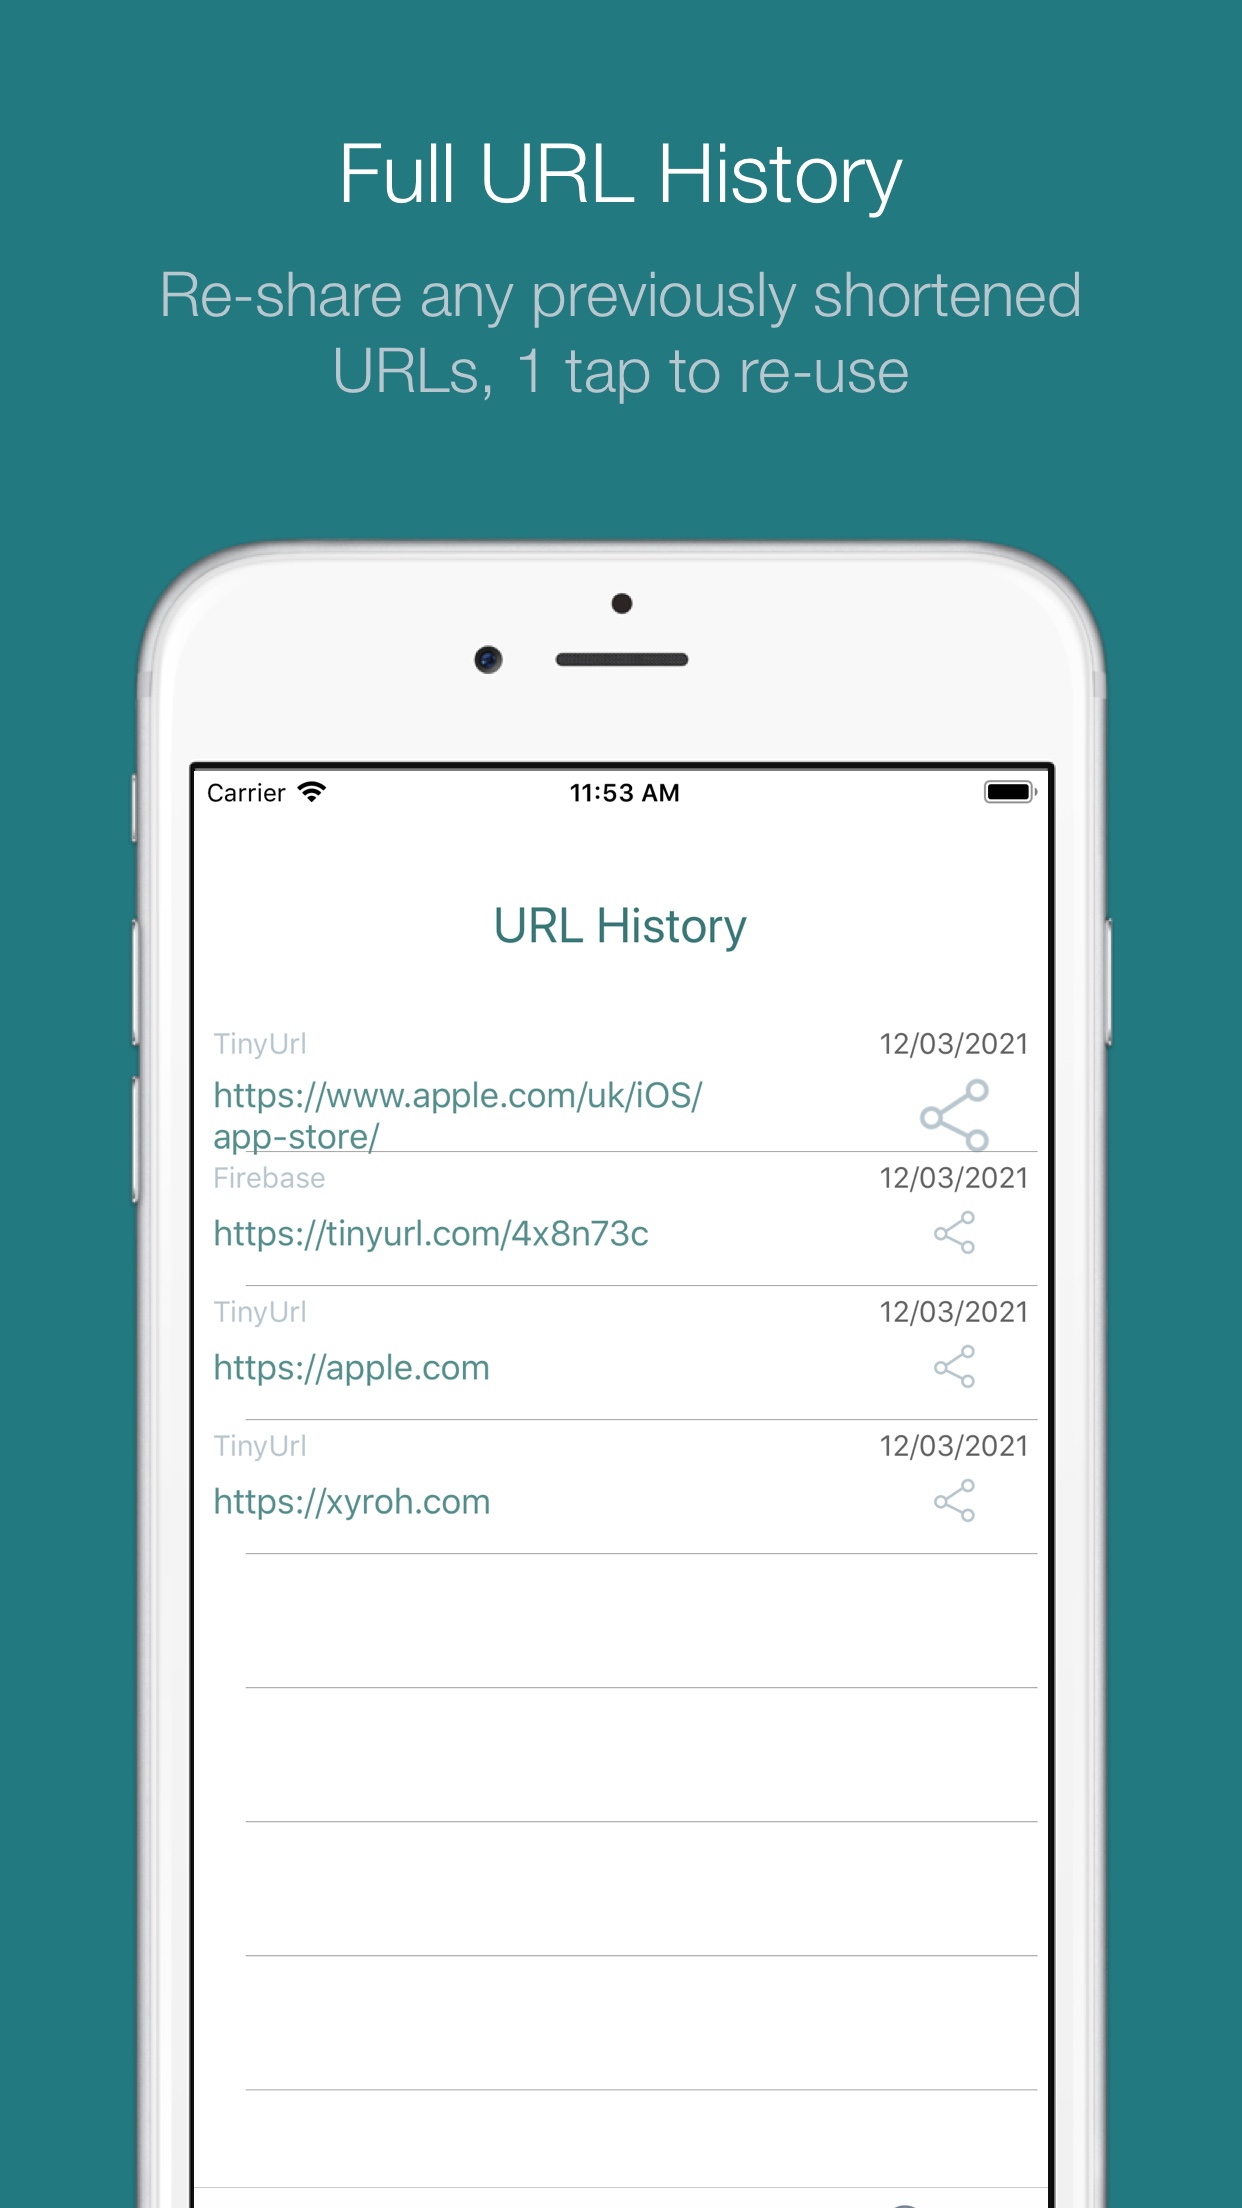 Full URL History
Re-share any previously shortened
URLs, 1 tap to re-use
Carrier
11:53 AM
URL History
TinyUrl
12/03/2021
https://www.apple.com/uk/iOS/
app-store/
Firebase
12/03/2021
https://tinyurl.com/4x8n73c
TinyUrl
12/03/2021
https://apple.com
TinyUrl
12/03/2021
https://xyroh.com